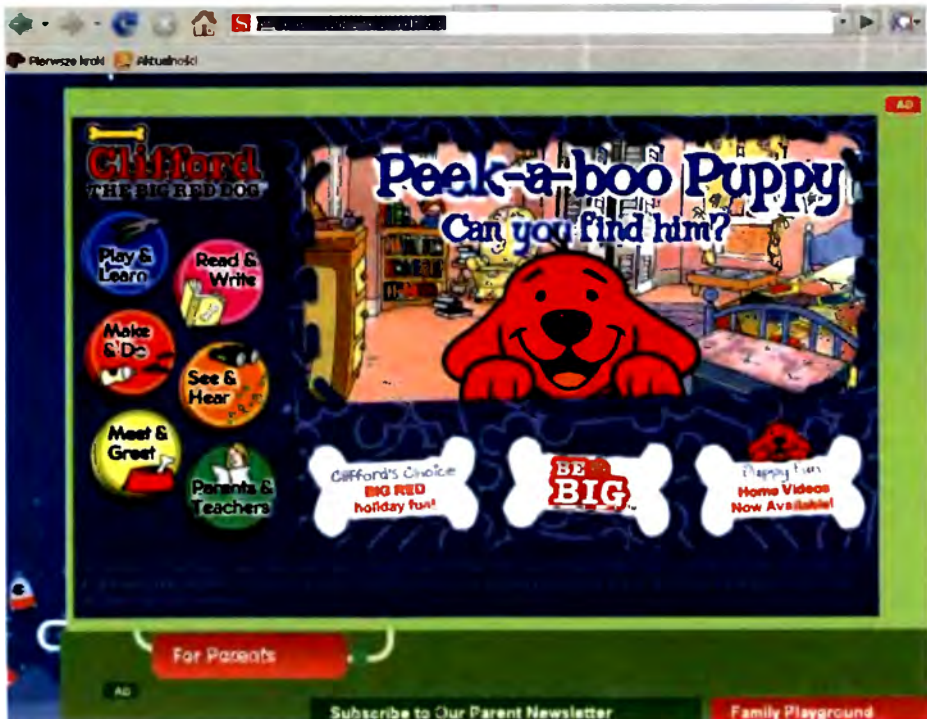 Pierwsze kroki
Aktualności
AD
Clifford
THE BIG RED DOG
Peek-a-boo Puppy
Can you find him?
Play &
Learn
Read &
Write
Make
& Do
See &
Hear
Meet &
Greet
Parents &
Teachers
Clifford's Choice
BIG RED
holiday fun!
BE
BIG
Puppy Fun
Home Videos
Now Available!
For Parents
AD
Subscribe to Our Parent Newsletter
Family Playground